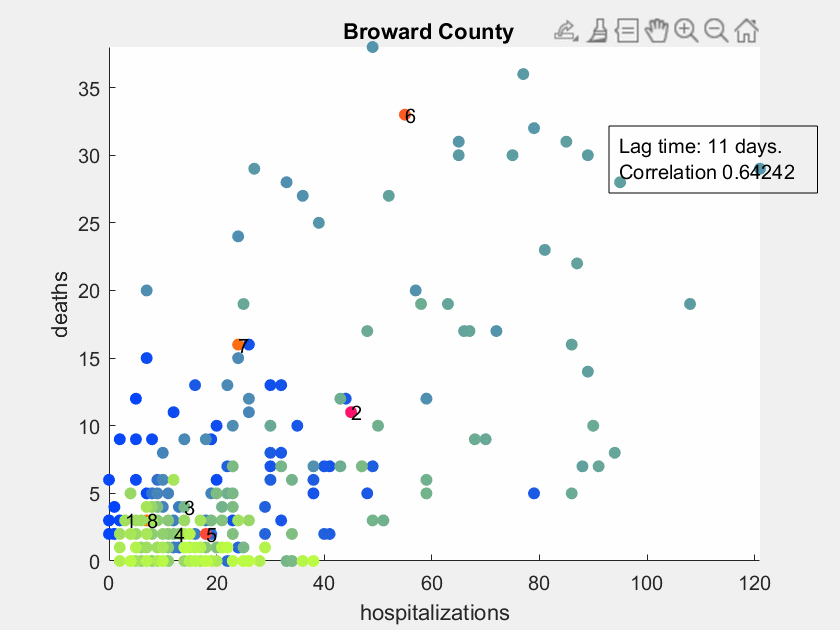 Broward County
35
30
25
20
15
10
5
0
deaths
Lag time: 11 days.
Correlation 0.64242
6
7
2
3
1 8
4 5
0 20 40 60 80 100 120
hospitalizations